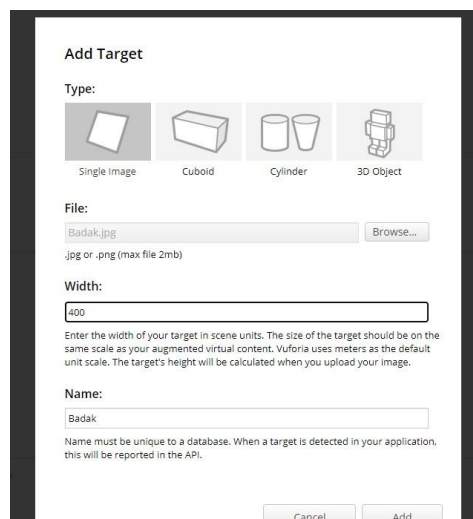 Add Target
Type:
Single Image Cuboid Cylinder 3D Object
File:
Badak.jpg Browse...
.jpg or .png (max file 2mb)
Width:
400
Enter the width of your target in scene units. The size of the target should be on the
same scale as your augmented virtual content. Vuforia uses meters as the default
unit scale. The target's height will be calculated when you upload your image.
Name:
Badak
Name must be unique to a database. When a target is detected in your application,
this will be reported in the API.
Cancel Add